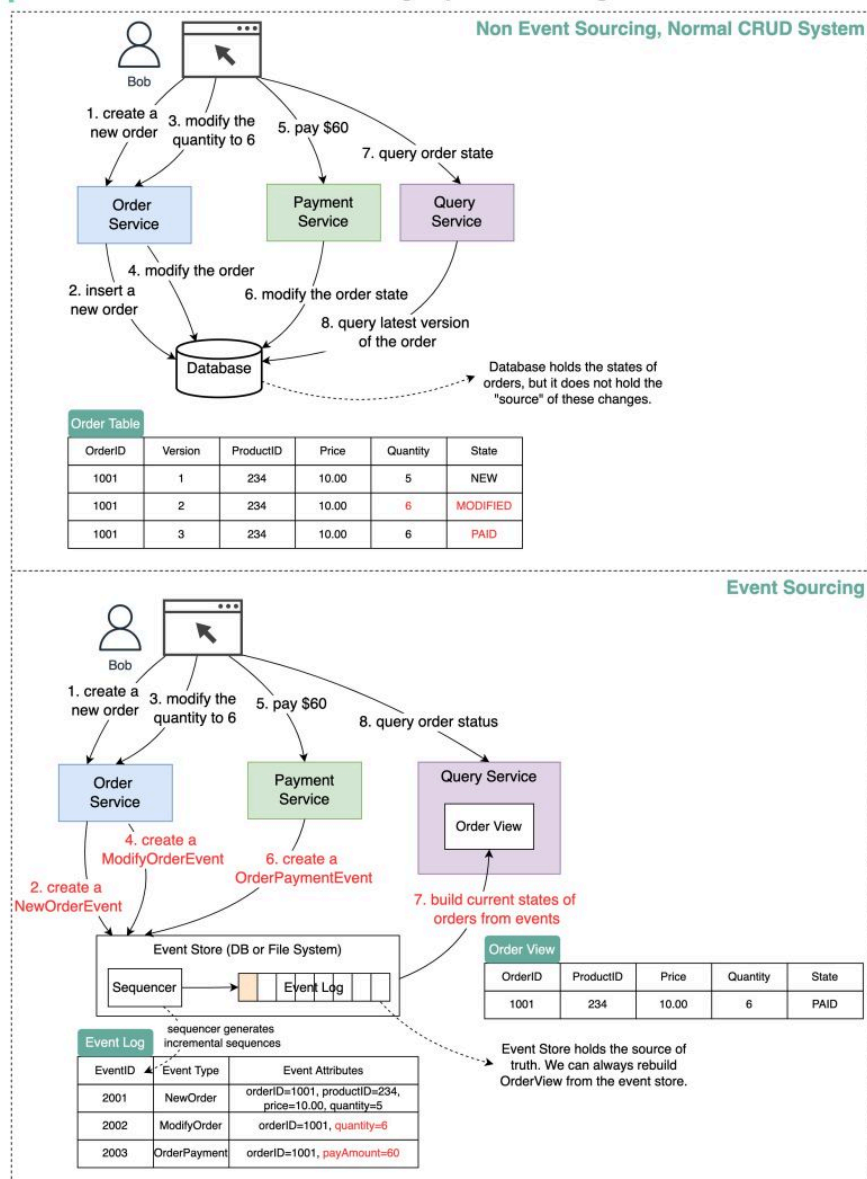 Non Event Sourcing, Normal CRUD System
Bob
1. create a
new order
3. modify the
quantity to 6
5. pay $60
7. query order state
Order
Service
Payment
Service
Query
Service
4. modify the order
2. insert a
new order
6. modify the order state
8. query latest version
of the order
Database
Database holds the states of
orders, but it does not hold the
"source" of these changes.
Order Table
OrderID Version ProductID Price Quantity State
1001 1 234 10.00 5 NEW
1001 2 234 10.00 6 MODIFIED
1001 3 234 10.00 6 PAID
Event Sourcing
Bob
1. create a
new order
3. modify the
quantity to 6
5. pay $60
8. query order status
Order
Service
Payment
Service
Query Service
Order View
4. create a
ModifyOrderEvent
6. create a
OrderPaymentEvent
2. create a
NewOrderEvent
7. build current states of
orders from events
Event Store (DB or File System)
Sequencer
Event Log
Order View
OrderID ProductID Price Quantity State
1001 234 10.00 6 PAID
sequencer generates
incremental sequences
Event Store holds the source of
truth. We can always rebuild
OrderView from the event store.
Event Log
EventID Event Type Event Attributes
2001 NewOrder orderID=1001, productID=234,
price=10.00, quantity=5
2002 ModifyOrder orderID=1001, quantity=6
2003 OrderPayment orderID=1001, payAmount=60